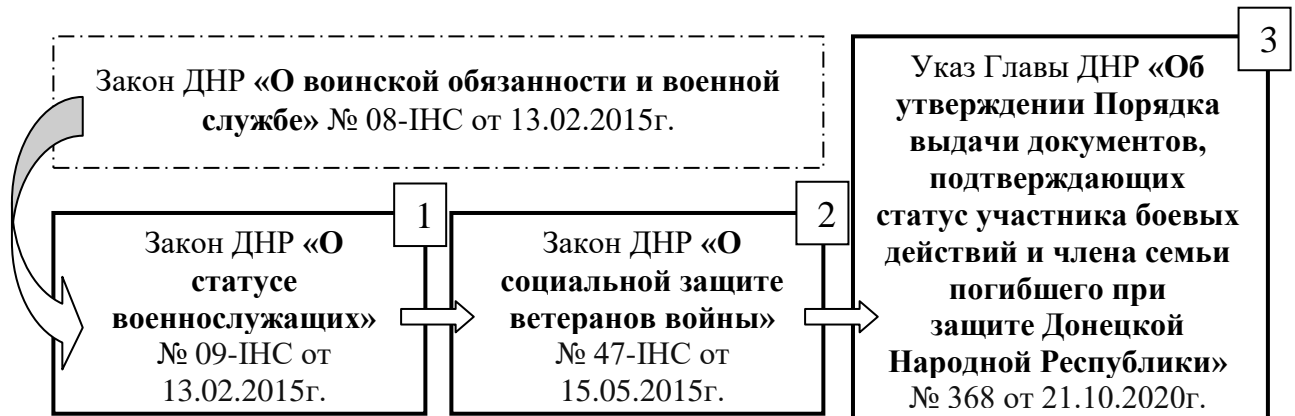 Закон ДНР «О воинской обязанности и военной
службе» № 08-IНС от 13.02.2015г.
1
Закон ДНР «О
статусе
военнослужащих»
№ 09-IНС от
13.02.2015г.
2
Закон ДНР «О
социальной защите
ветеранов войны»
№ 47-IНС от
15.05.2015г.
3
Указ Главы ДНР «Об
утверждении Порядка
выдачи документов,
подтверждающих
статус участника боевых
действий и члена семьи
погибшего при
защите Донецкой
Народной Республики»
№ 368 от 21.10.2020г.